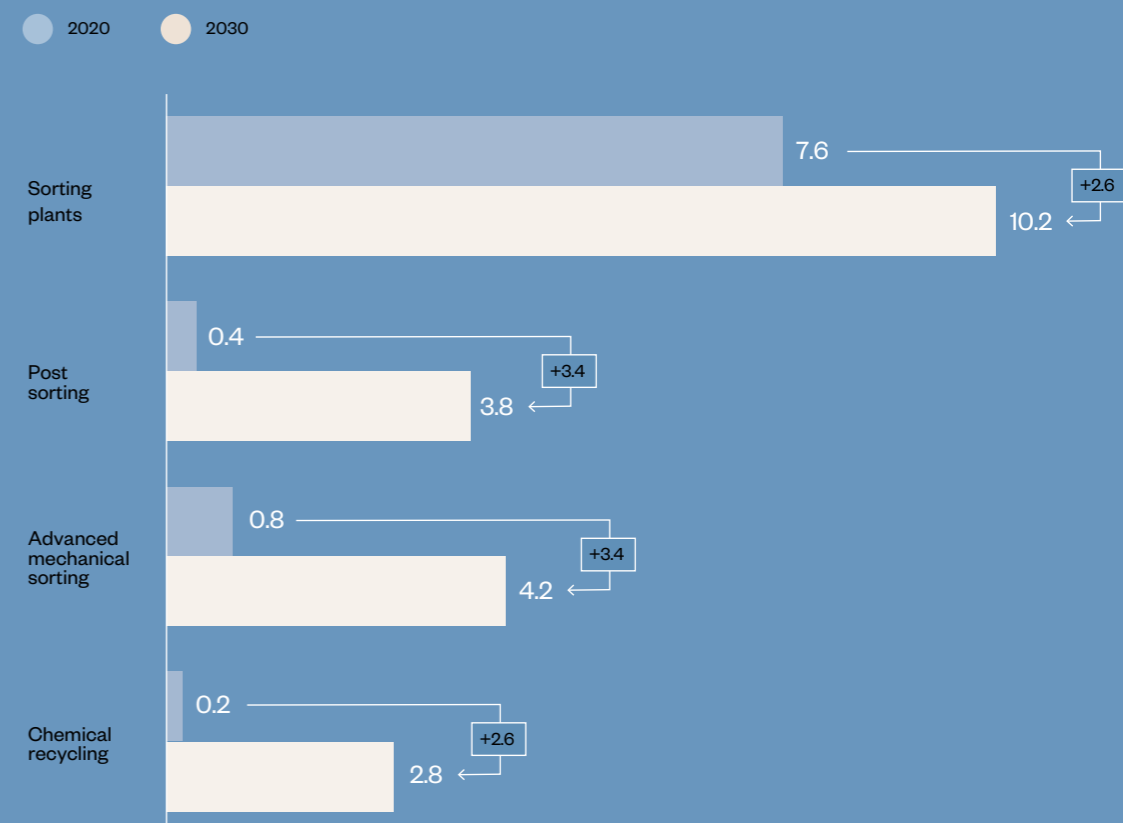 2020 2030
7.6
+2.6
Sorting
plants
10.2
0.4
+3.4
Post
sorting
3.8
0.8
+3.4
Advanced
mechanical
sorting
4.2
0.2
+2.6
Chemical
recycling
2.8